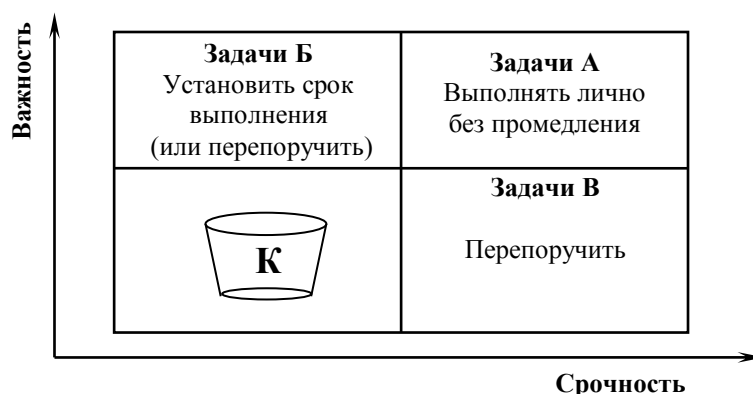 Важность
Задачи Б
Установить срок
выполнения
(или перепоручить)
Задачи А
Выполнять лично
без промедления
К
Задачи В
Перепоручить
Срочность